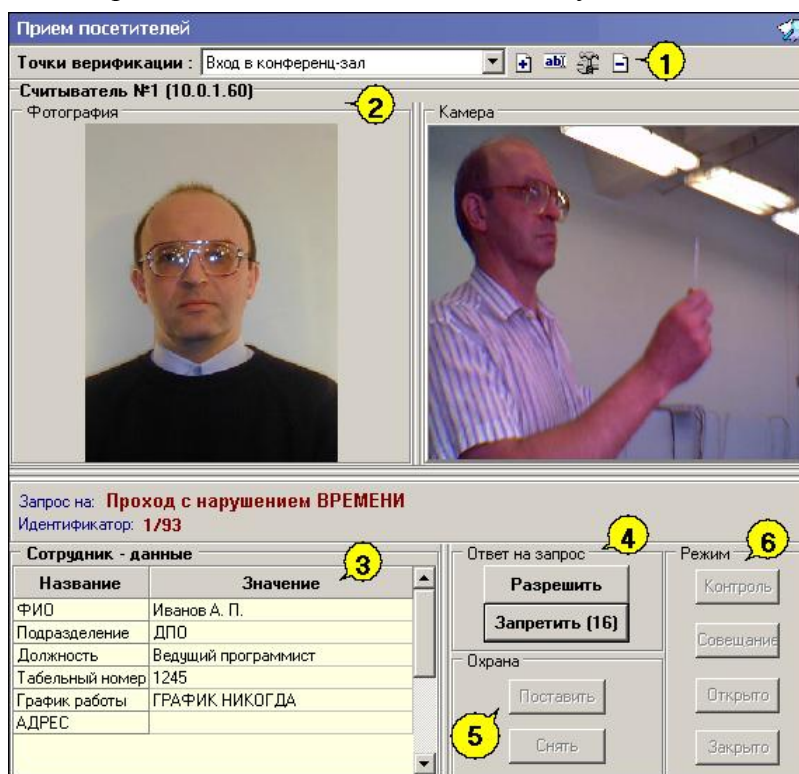 Прием посетителей
Точки верификации : Вход в конференц-зал
1
Считыватель №1 (10.0.1.60)
2
Фотография
Камера
Запрос на: Проход с нарушением ВРЕМЕНИ
Идентификатор: 1/93
Сотрудник - данные
3
Название Значение
ФИО Иванов А. П.
Подразделение ДПО
Должность Ведущий программист
Табельный номер 1245
График работы ГРАФИК НИКОГДА
АДРЕС
Ответ на запрос
4
Разрешить
Запретить (16)
Охрана
Поставить
5
Снять
Режим
6
Контроль
Совещание
Открыто
Закрыто